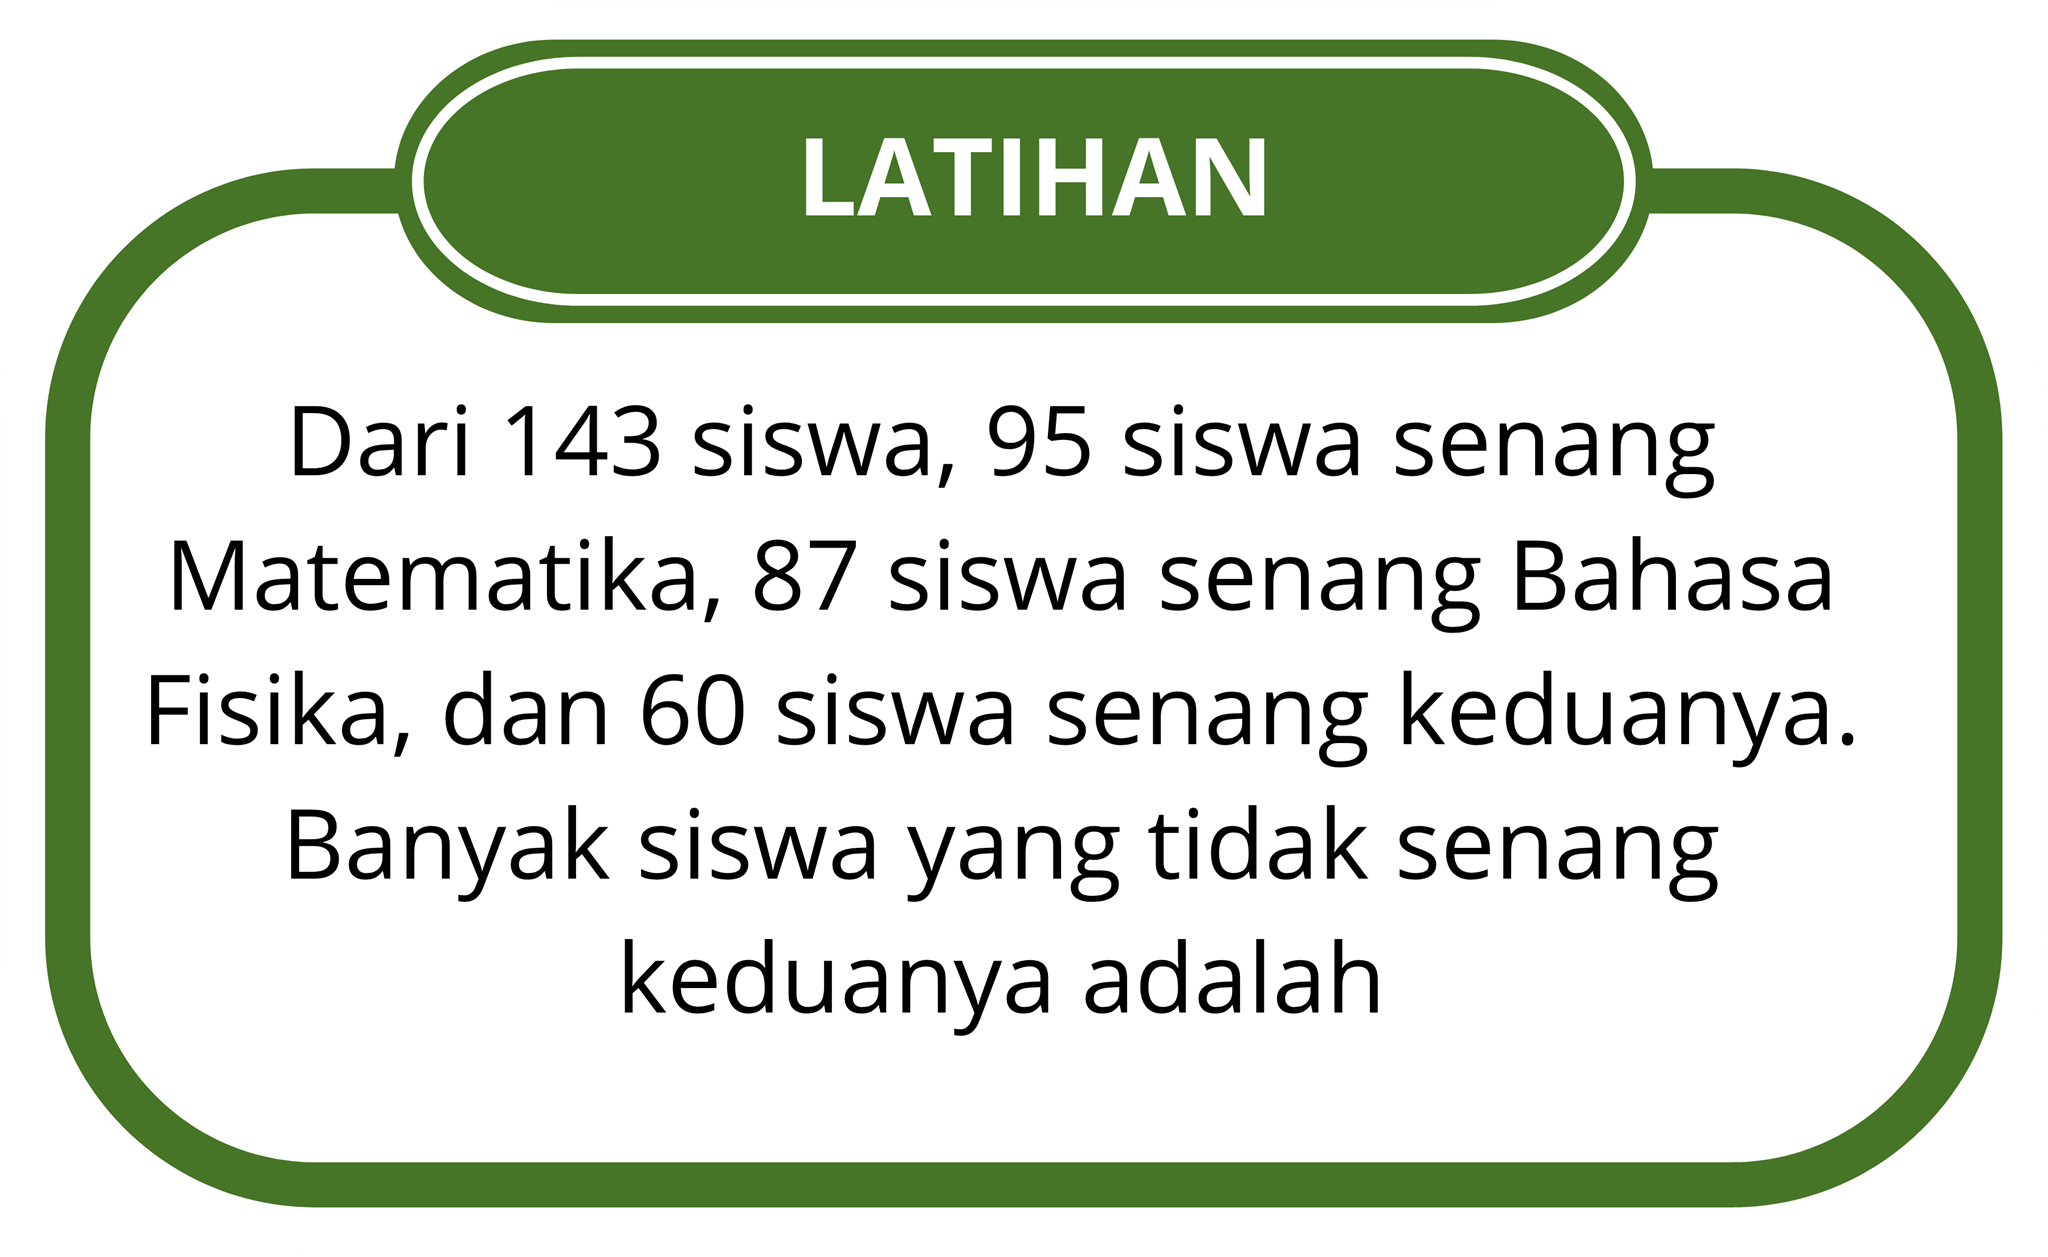 LATIHAN
Dari 143 siswa, 95 siswa senang
Matematika, 87 siswa senang Bahasa
Fisika, dan 60 siswa senang keduanya.
Banyak siswa yang tidak senang
keduanya adalah